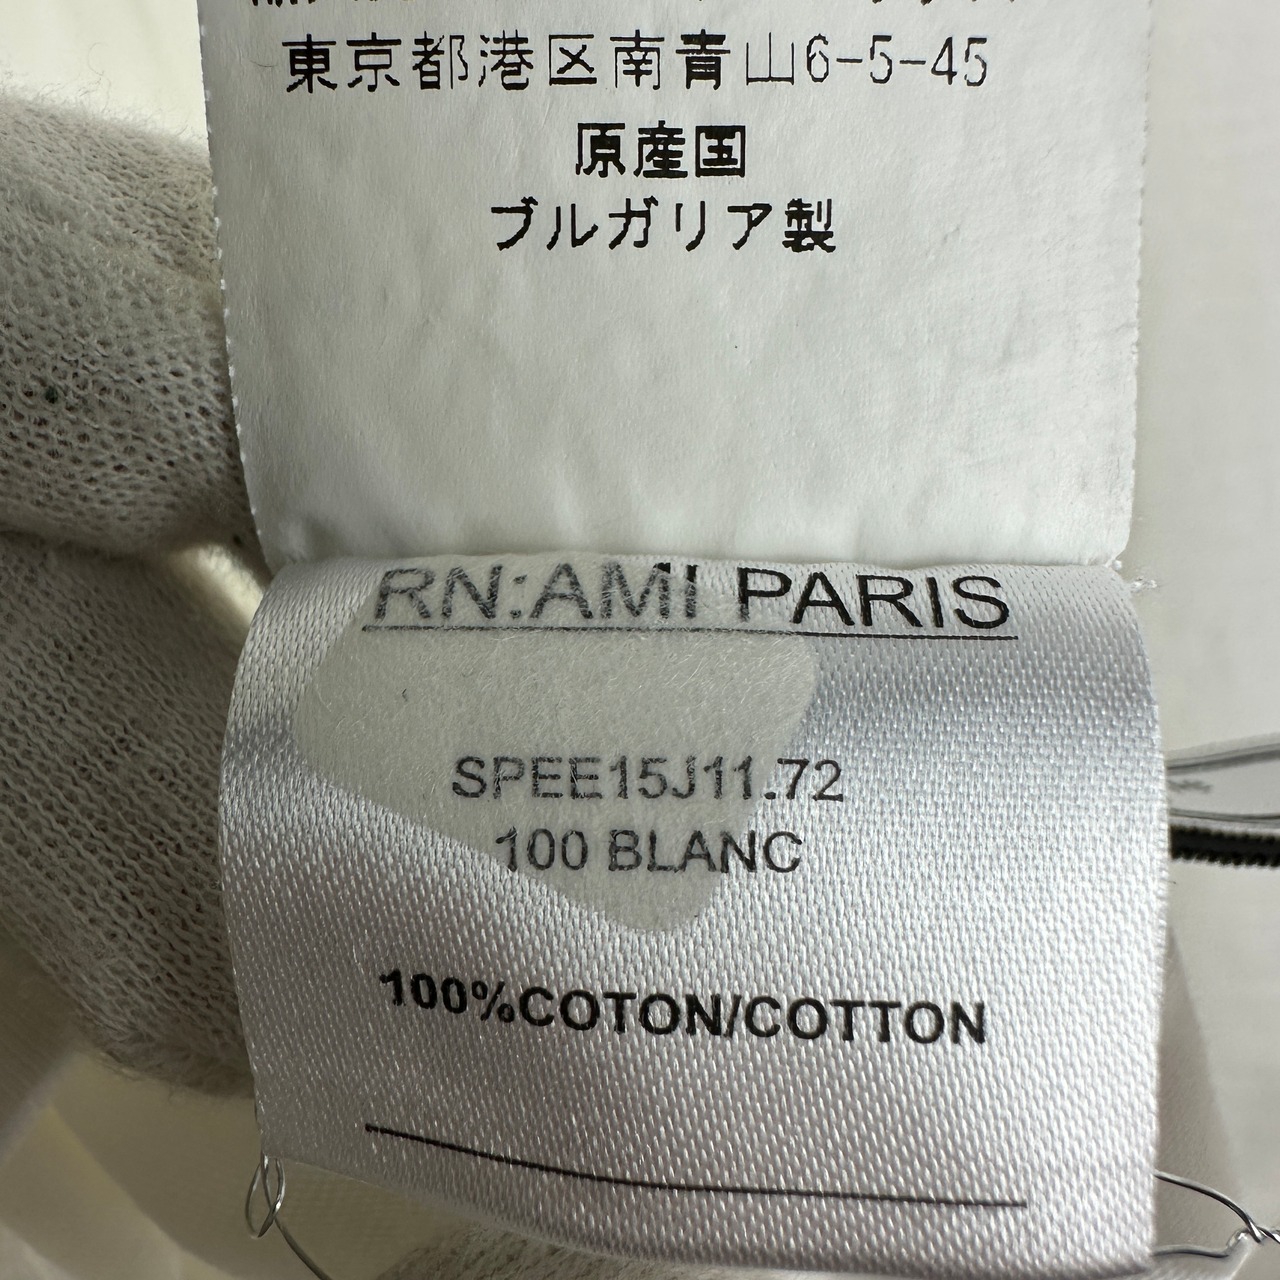 東京都港区南青山6-5-45
原産国
ブルガリア製
RN:AMI PARIS
SPEE15J11.72
100 BLANC
100%COTON/COTTON